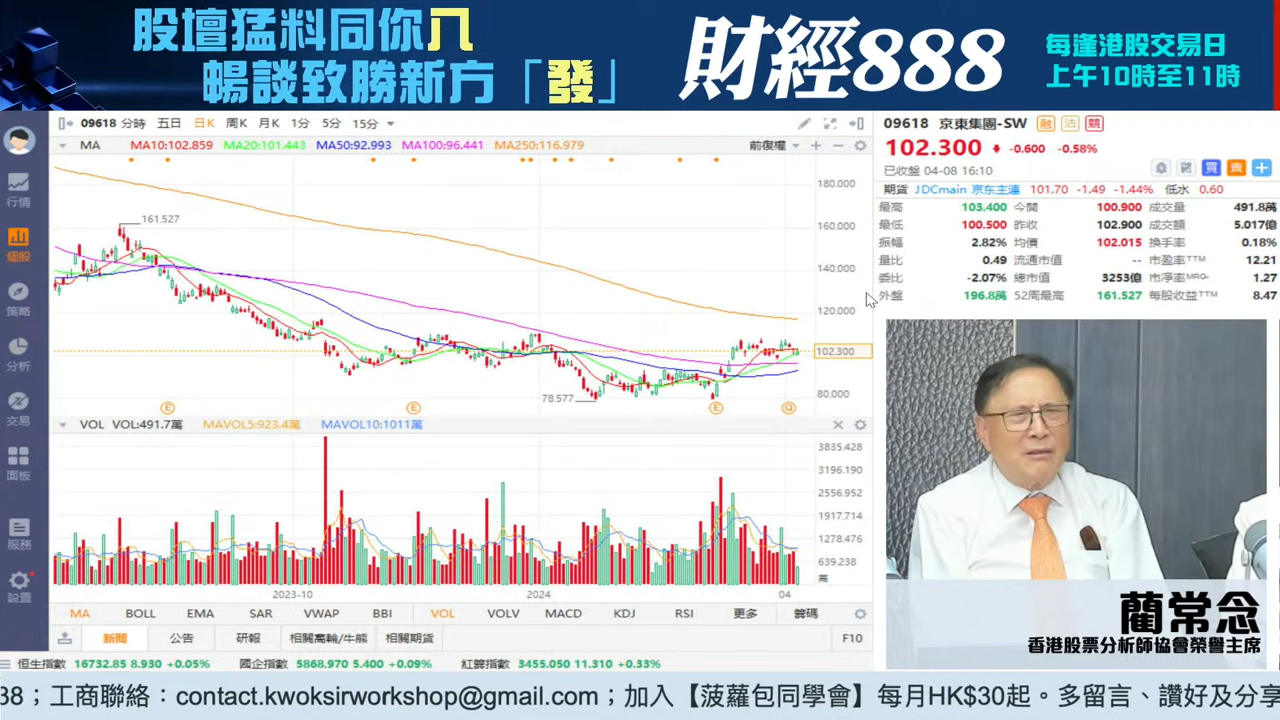 股壇猛料同你八
暢談致勝新方「發」
財經888
每逢港股交易日
上午10時至11時
09618 分時 五日 日K 周K 月K 1分 5分 15分
MA MA10:102.859 MA20:101.443 MA50:92.993 MA100:96.441 MA250:116.979 前復權
行情
個股
策略
分析
交易
面板
服務
設置
180.000
160.000
140.000
120.000
102.300
80.000
161.527
78.577
E E E Q
VOL VOL:491.7萬 MAVOL5:923.4萬 MAVOL10:1011萬
3835.428
3196.190
2556.952
1917.714
1278.476
639.238
萬
2023-10 2024 04
MA BOLL EMA SAR VWAP BBI VOL VOLV MACD KDJ RSI 更多 籌碼
新聞 公告 研報 相關窩輪/牛熊 相關期貨 F10
恒生指數 16732.85 8.930 +0.05% 國企指數 5868.970 5.400 +0.09% 紅籌指數 3455.050 11.310 +0.33%
09618 京東集團-SW 融 沽 競
102.300 -0.600 -0.58%
已收盤 04-08 16:10 買 賣
期貨 JDCmain 京东主連 101.70 -1.49 -1.44% 低水 0.60
最高 103.400 今開 100.900 成交量 491.8萬
最低 100.500 昨收 102.900 成交額 5.017億
振幅 2.82% 均價 102.015 換手率 0.18%
量比 0.49 流通市值 -- 市盈率TTM 12.21
委比 -2.07% 總市值 3253億 市淨率MRQ 1.27
外盤 196.8萬 52周最高 161.527 每股收益TTM 8.47
藺常念
香港股票分析師協會榮譽主席
38；工商聯絡：contact.kwoksirworkshop@gmail.com；加入【菠蘿包同學會】每月HK$30起。多留言、讚好及分享